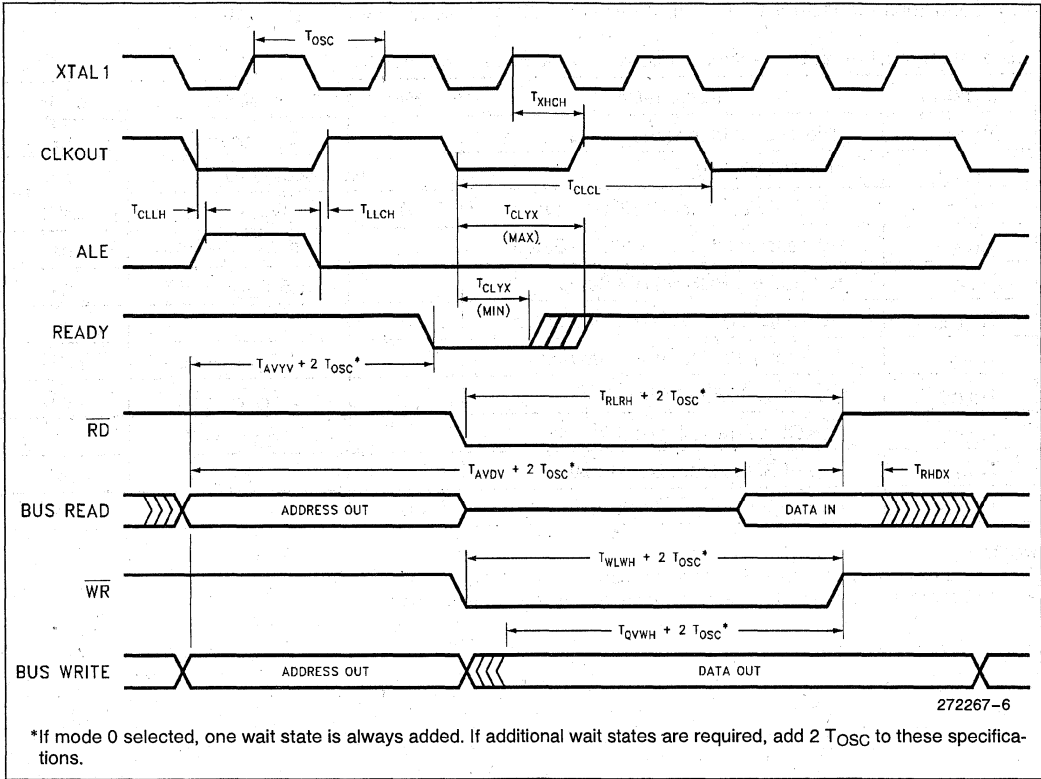 T_OSC
XTAL1
T_XHCH
CLKOUT
T_CLCL
T_CLLH
T_LLCH
T_CLYX
(MAX)
ALE
T_CLYX
(MIN)
READY
T_AVYV + 2 T_OSC*
T_RLRH + 2 T_OSC*
RD
T_AVDV + 2 T_OSC*
T_RHDX
BUS READ
ADDRESS OUT
DATA IN
T_WLWH + 2 T_OSC*
WR
T_QVWH + 2 T_OSC*
BUS WRITE
ADDRESS OUT
DATA OUT
272267-6
*If mode 0 selected, one wait state is always added. If additional wait states are required, add 2 T_OSC to these specifica-
tions.